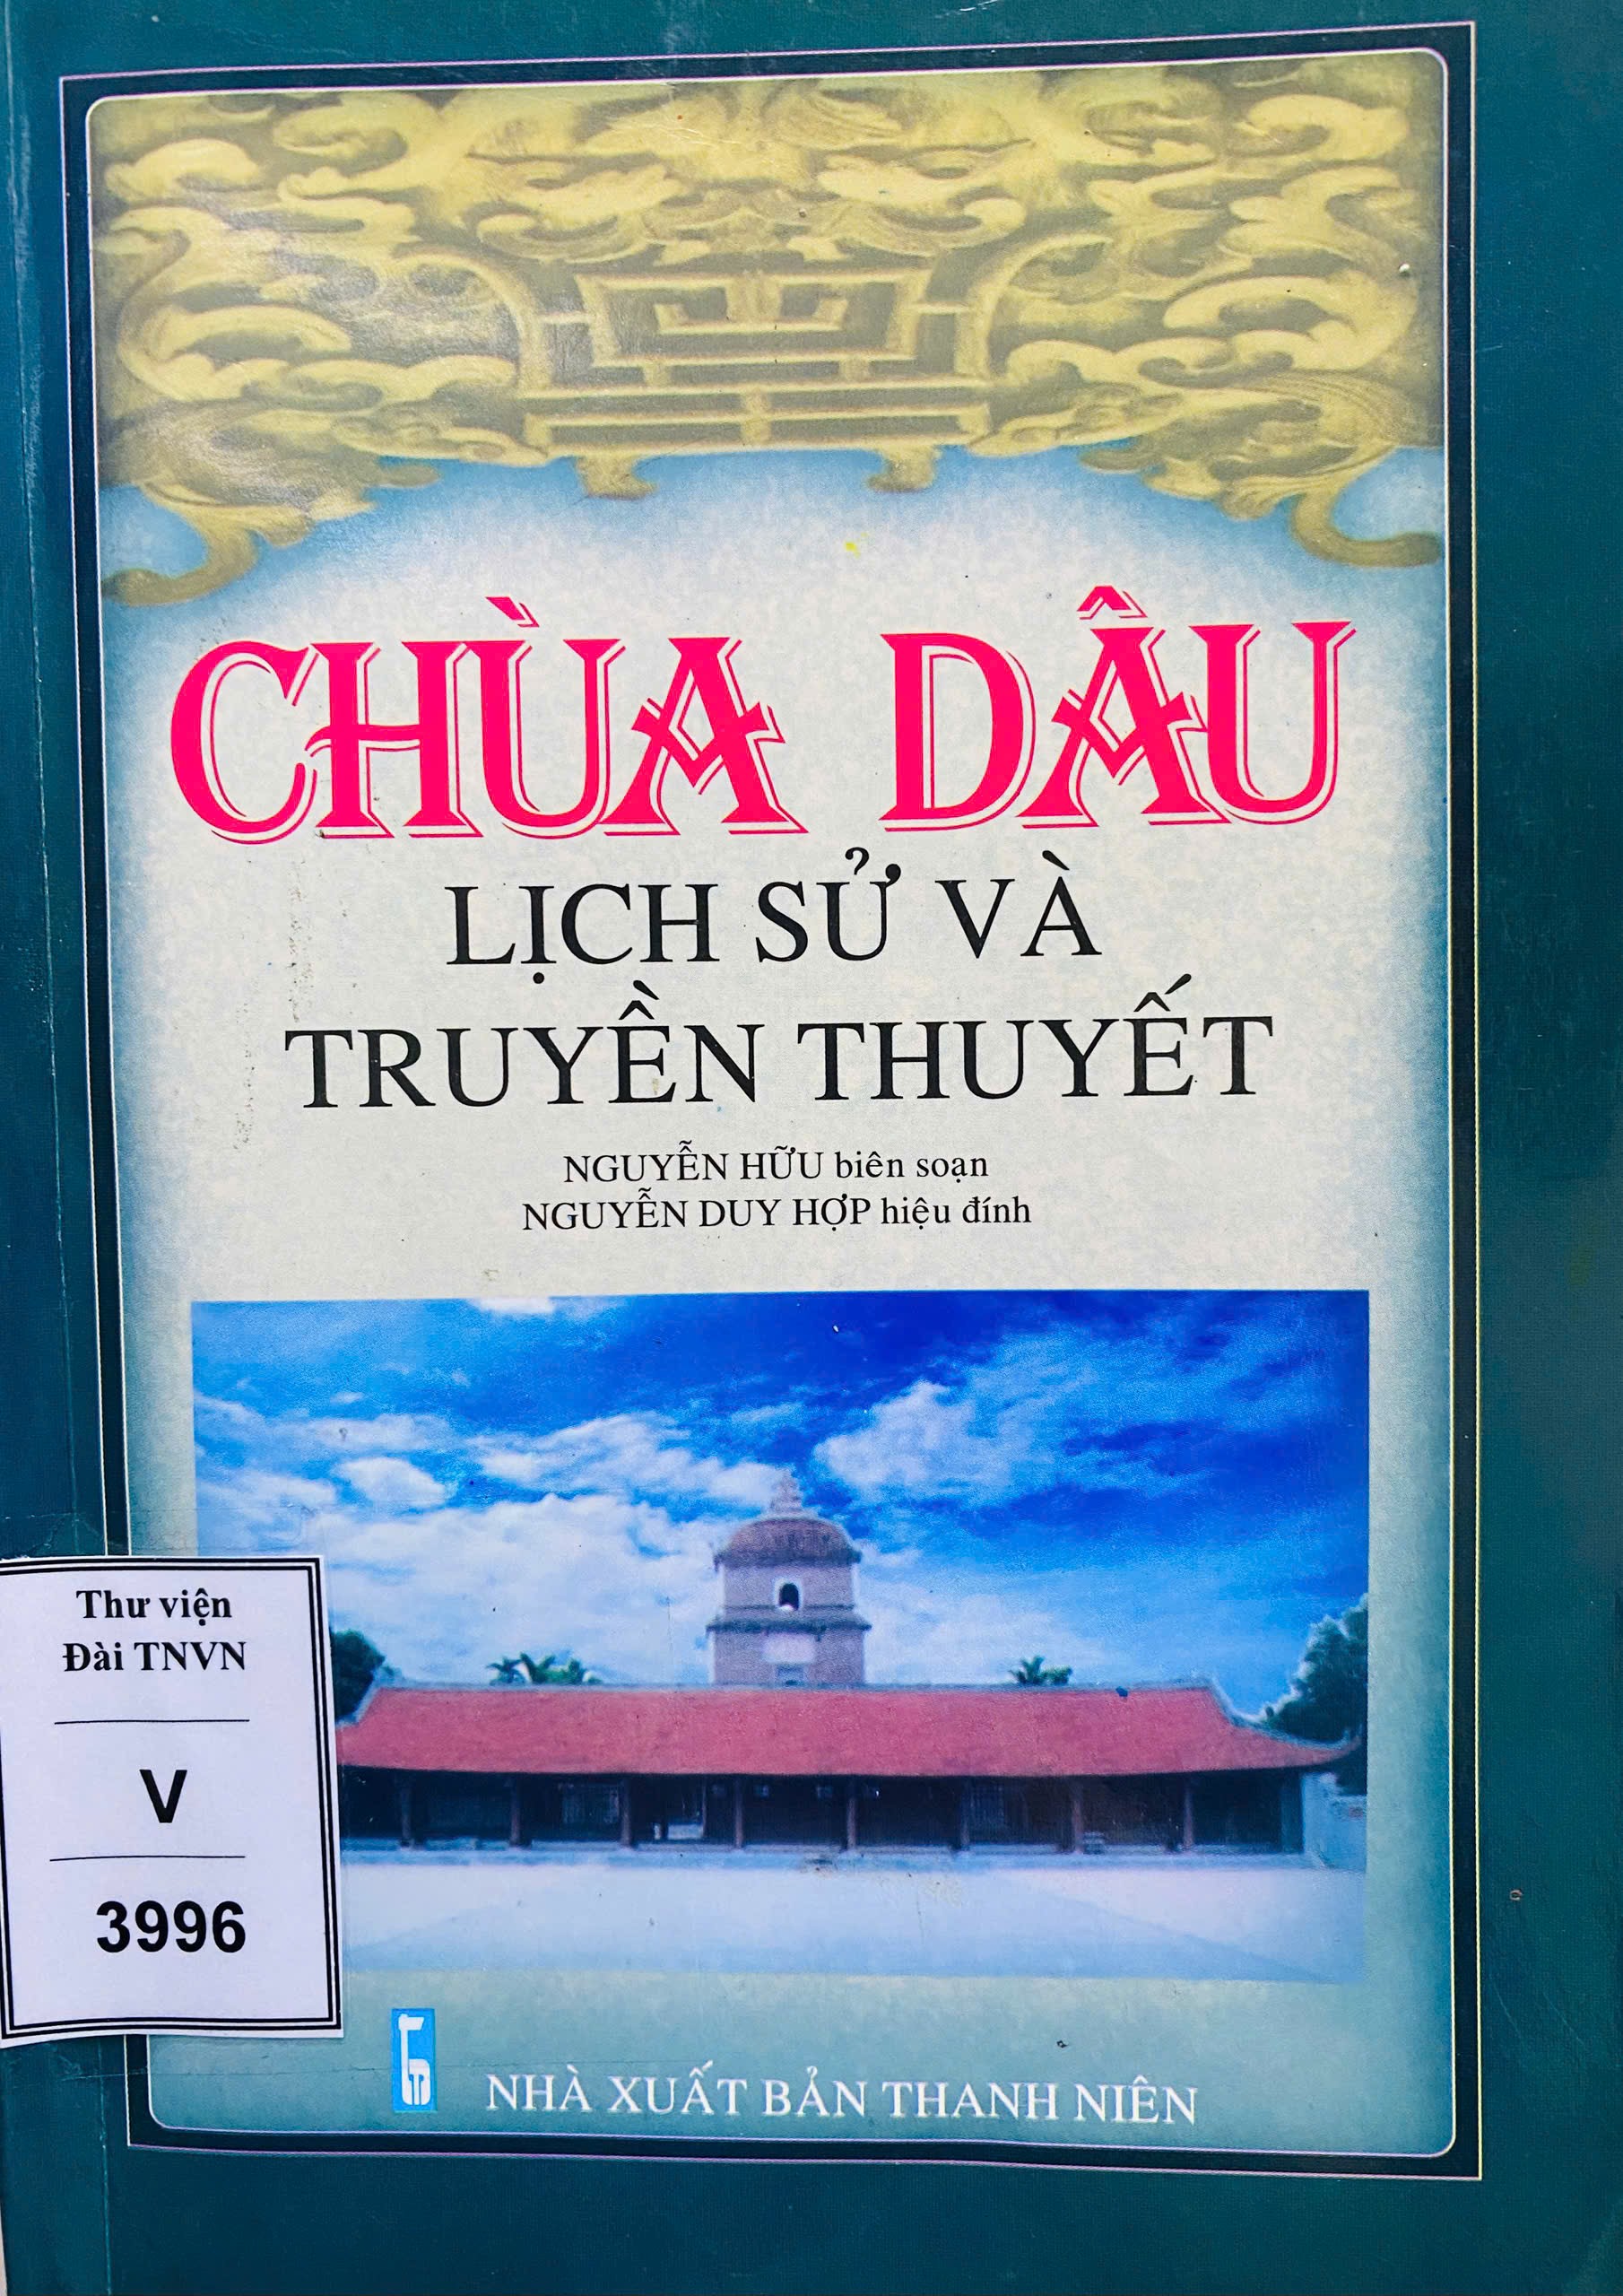 CHÙA DÂU
LỊCH SỬ VÀ
TRUYỀN THUYẾT
NGUYỄN HỮU biên soạn
NGUYỄN DUY HỢP hiệu đính
Thư viện
Đài TNVN
V
3996
NHÀ XUẤT BẢN THANH NIÊN